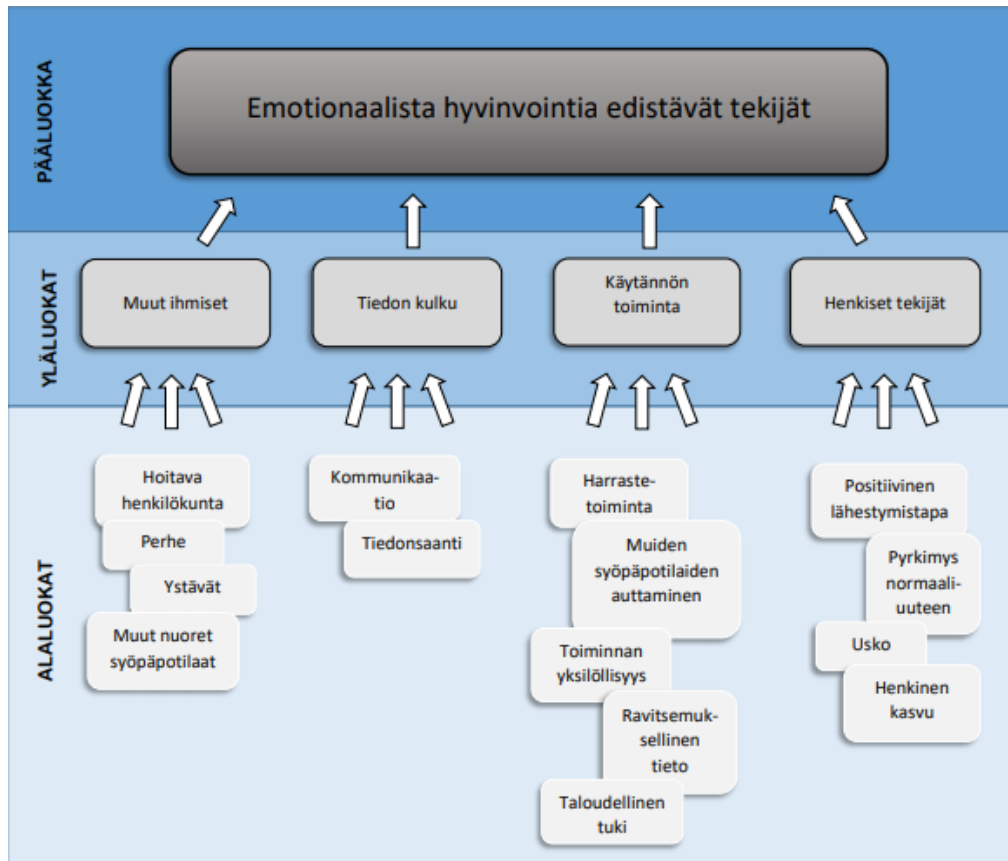 PÄÄLUOKKA
Emotionaalista hyvinvointia edistävät tekijät
YLÄLUOKAT
Muut ihmiset
Tiedon kulku
Käytännön
toiminta
Henkiset tekijät
ALALUOKAT
Hoitava
henkilökunta
Perhe
Ystävät
Muut nuoret
syöpäpotilaat
Kommunikaa-
tio
Tiedonsaanti
Harraste-
toiminta
Muiden
syöpäpotilaiden
auttaminen
Toiminnan
yksilöllisyys
Ravitsemuk-
sellinen
tieto
Taloudellinen
tuki
Positiivinen
lähestymistapa
Pyrkimys
normaali-
uuteen
Usko
Henkinen
kasvu